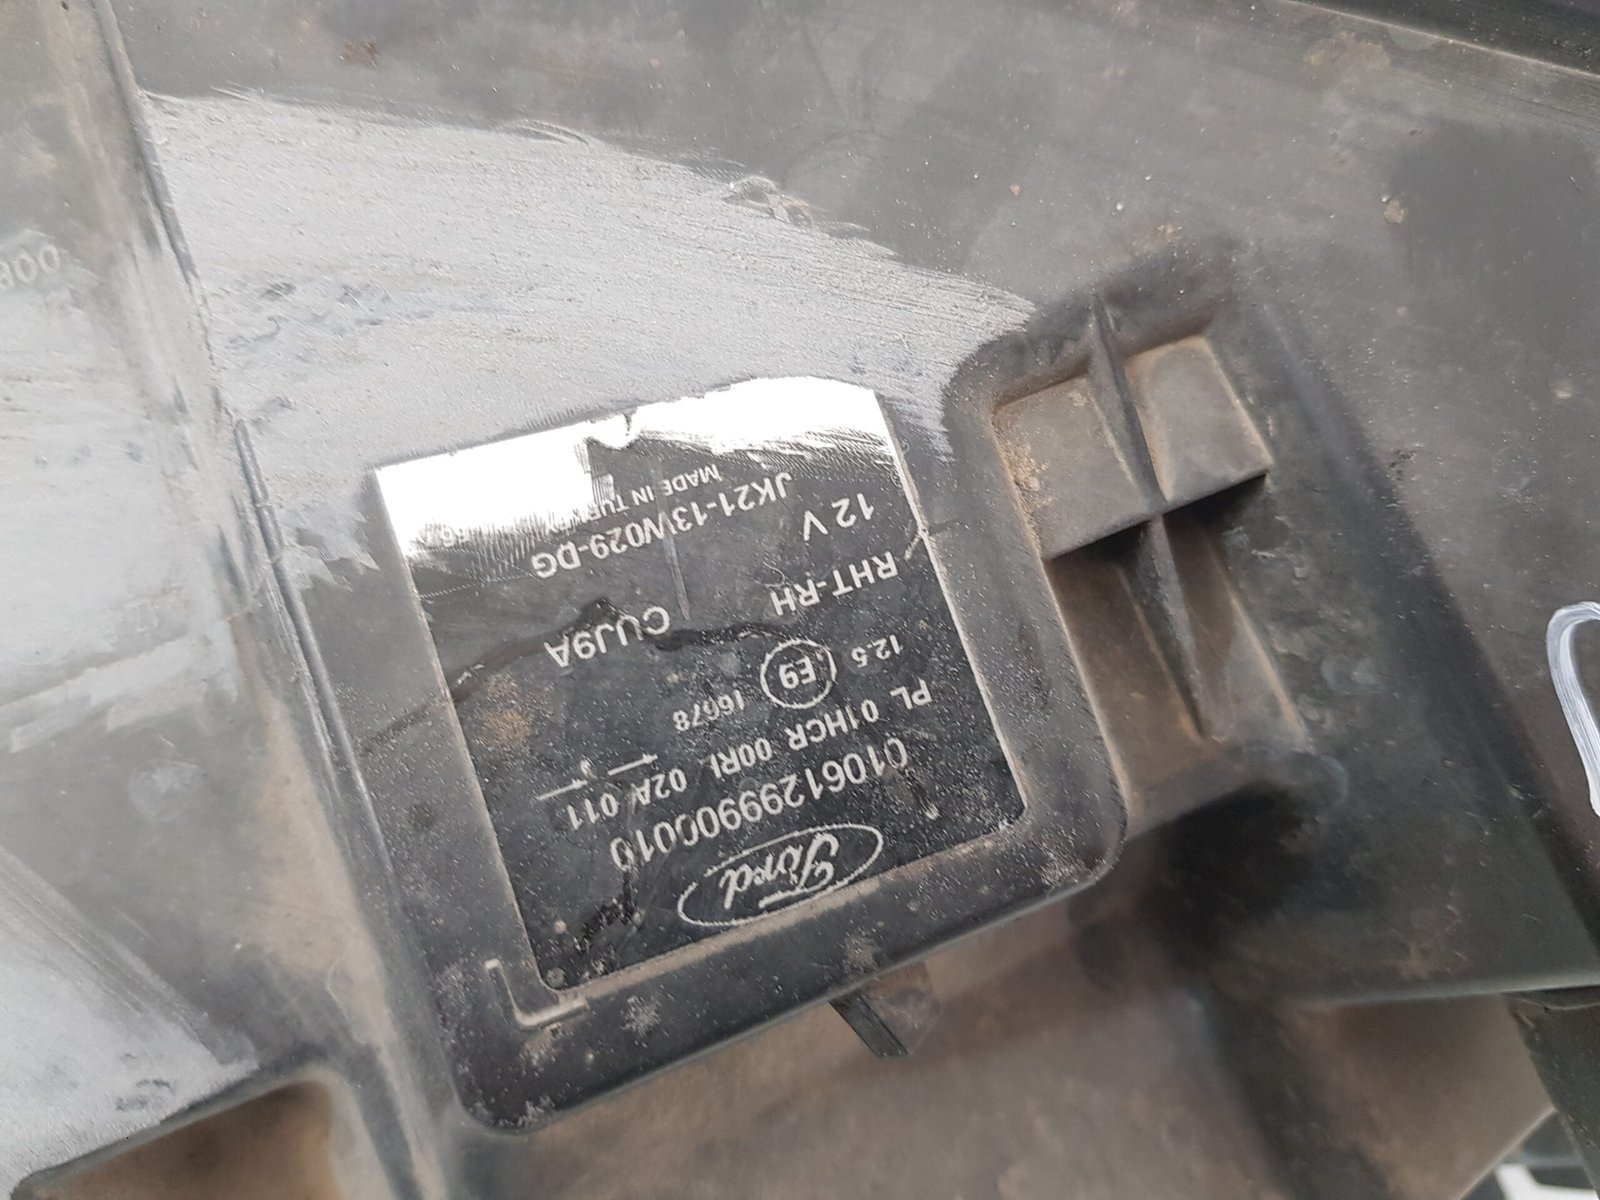 Ford
0106129900010
PL 01HCR 00RL 02A 011
12.5 E9 16678
RHT-RH CUJ9A
12 V
JK21-13W029-DG
MADE IN